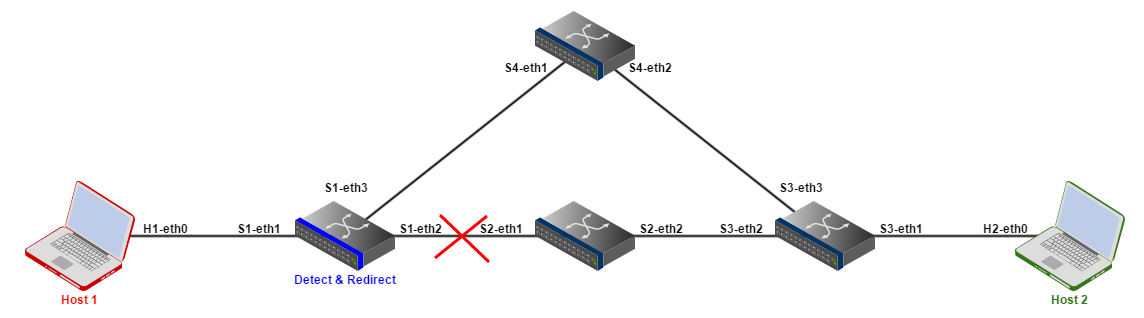 S4-eth1
S4-eth2
S1-eth3
S3-eth3
H1-eth0
S1-eth1
S1-eth2
S2-eth1
S2-eth2
S3-eth2
S3-eth1
H2-eth0
Detect & Redirect
Host 1
Host 2